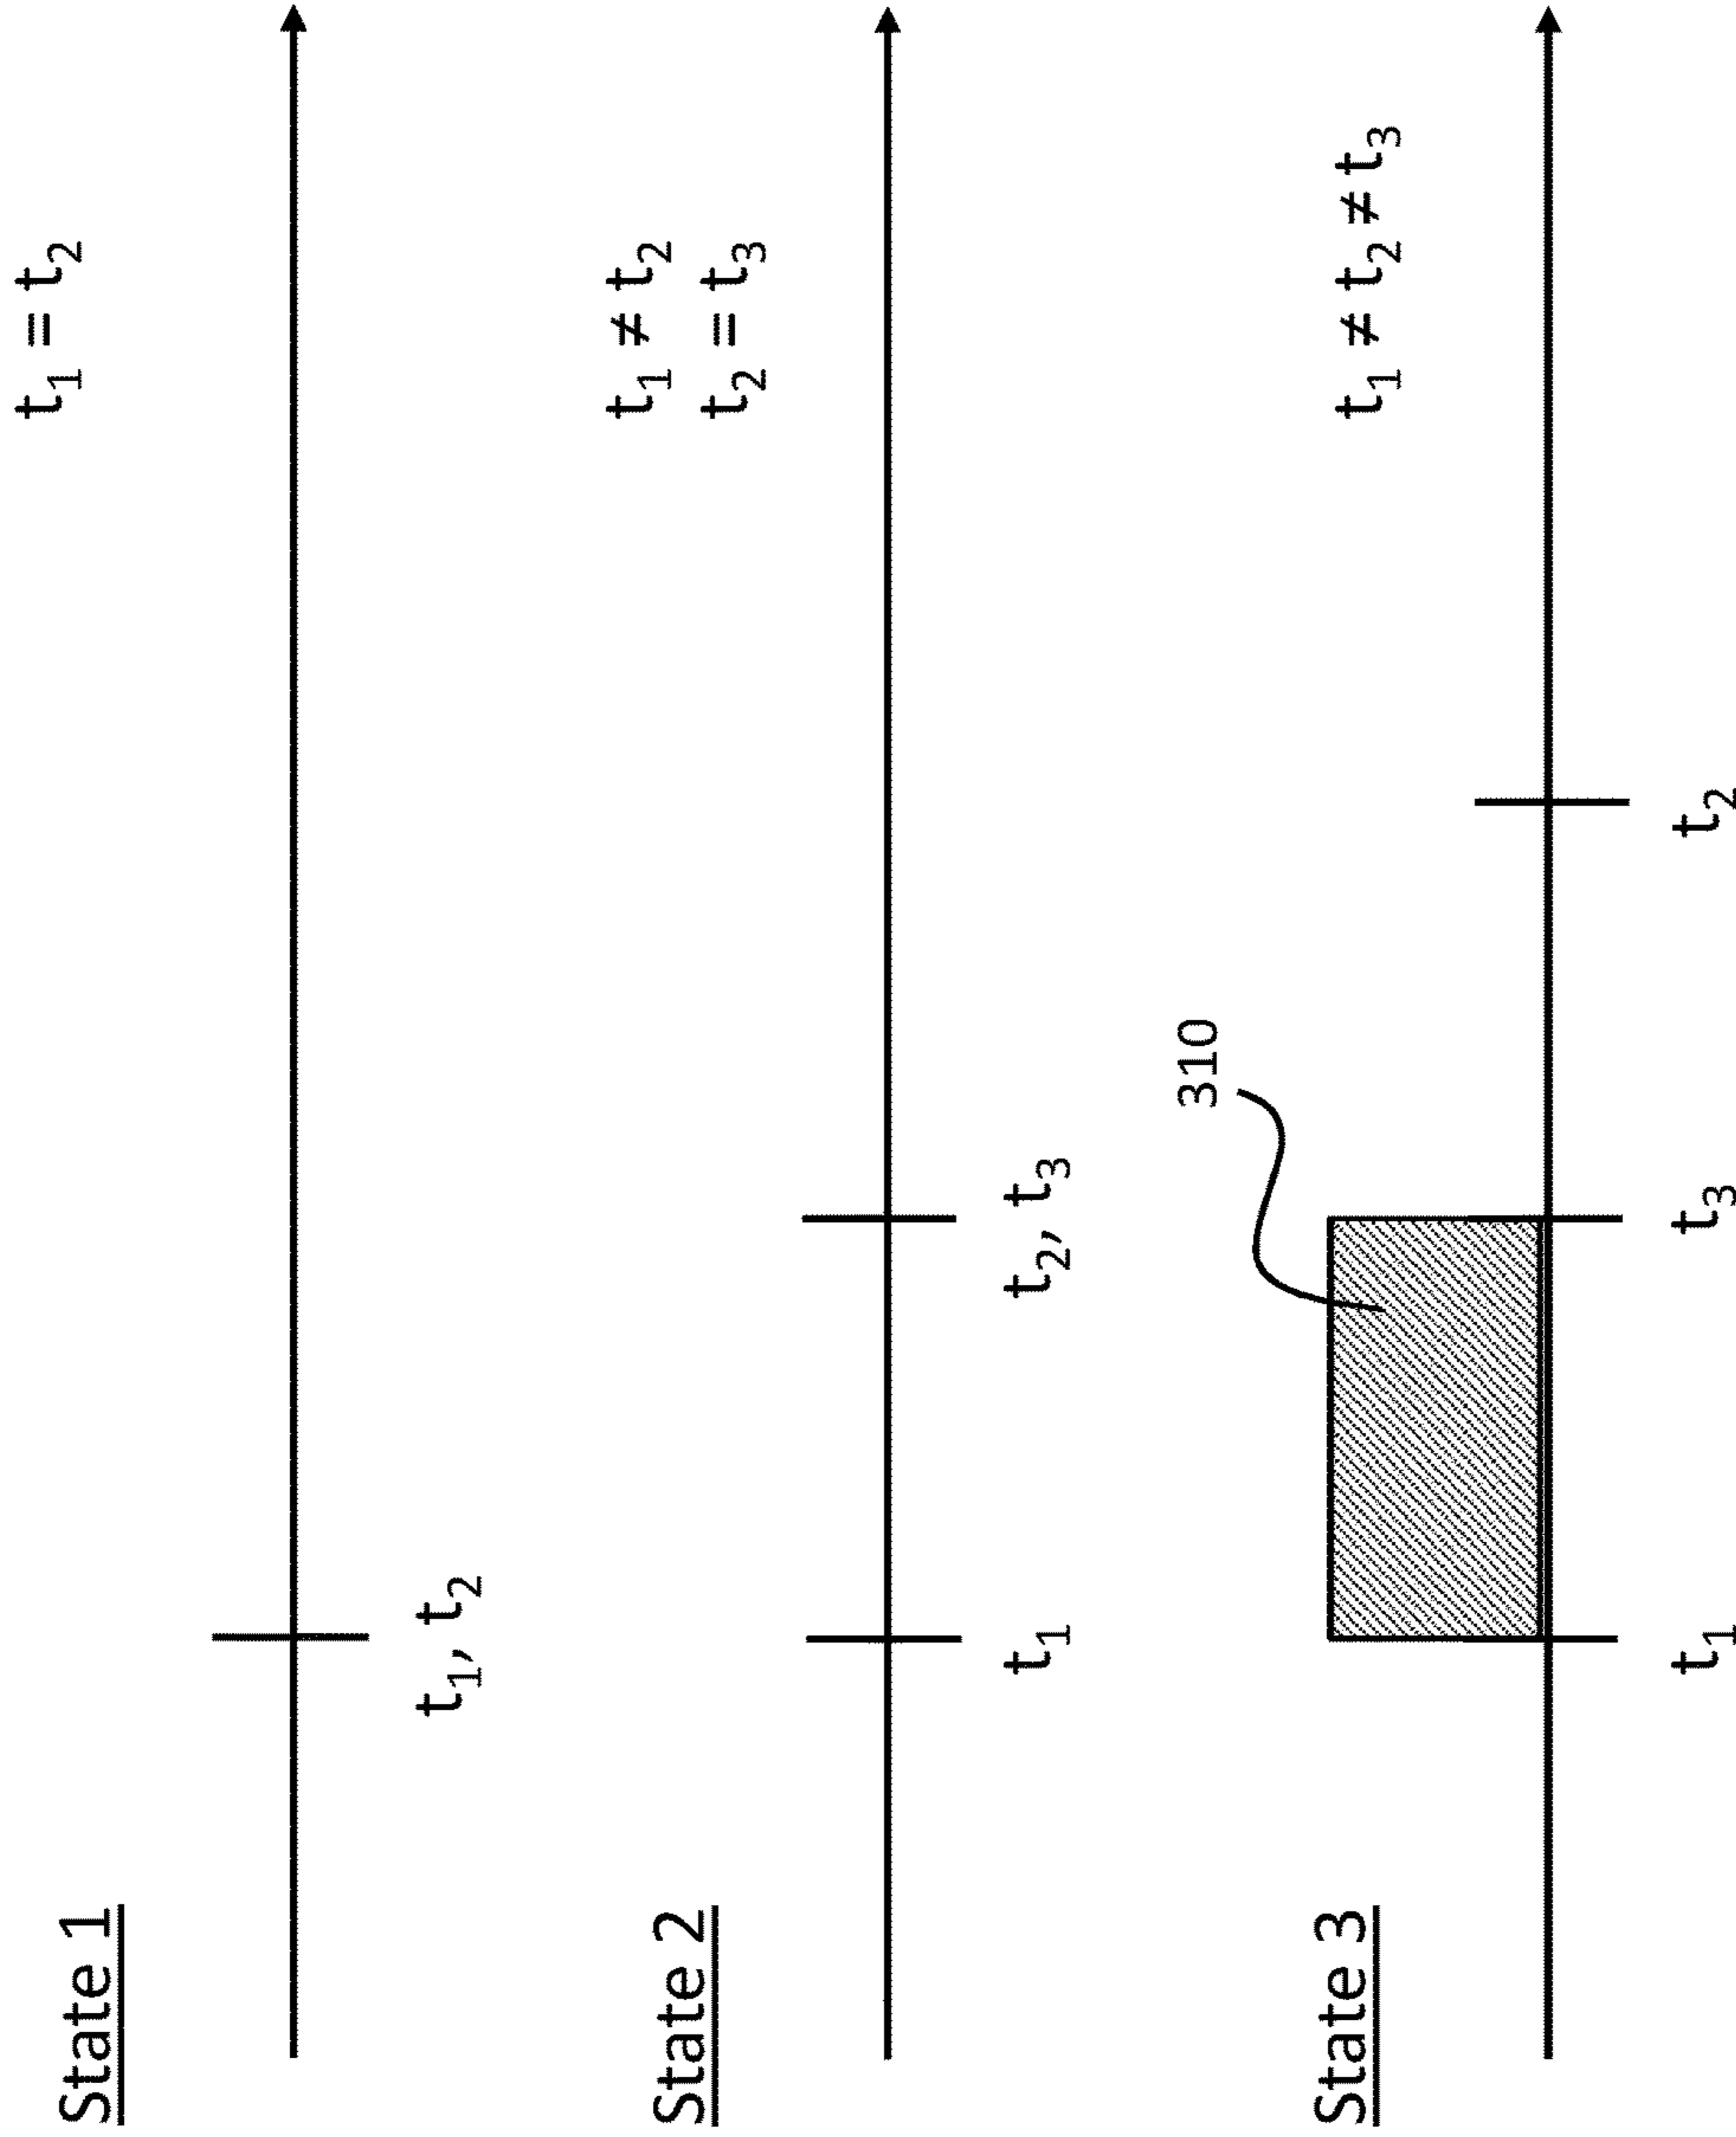 State 1
t₁ = t₂
t₁, t₂
State 2
t₁ ≠ t₂
t₂ = t₃
t₁
t₂, t₃
State 3
t₁ ≠ t₂ ≠ t₃
310
t₁
t₃
t₂